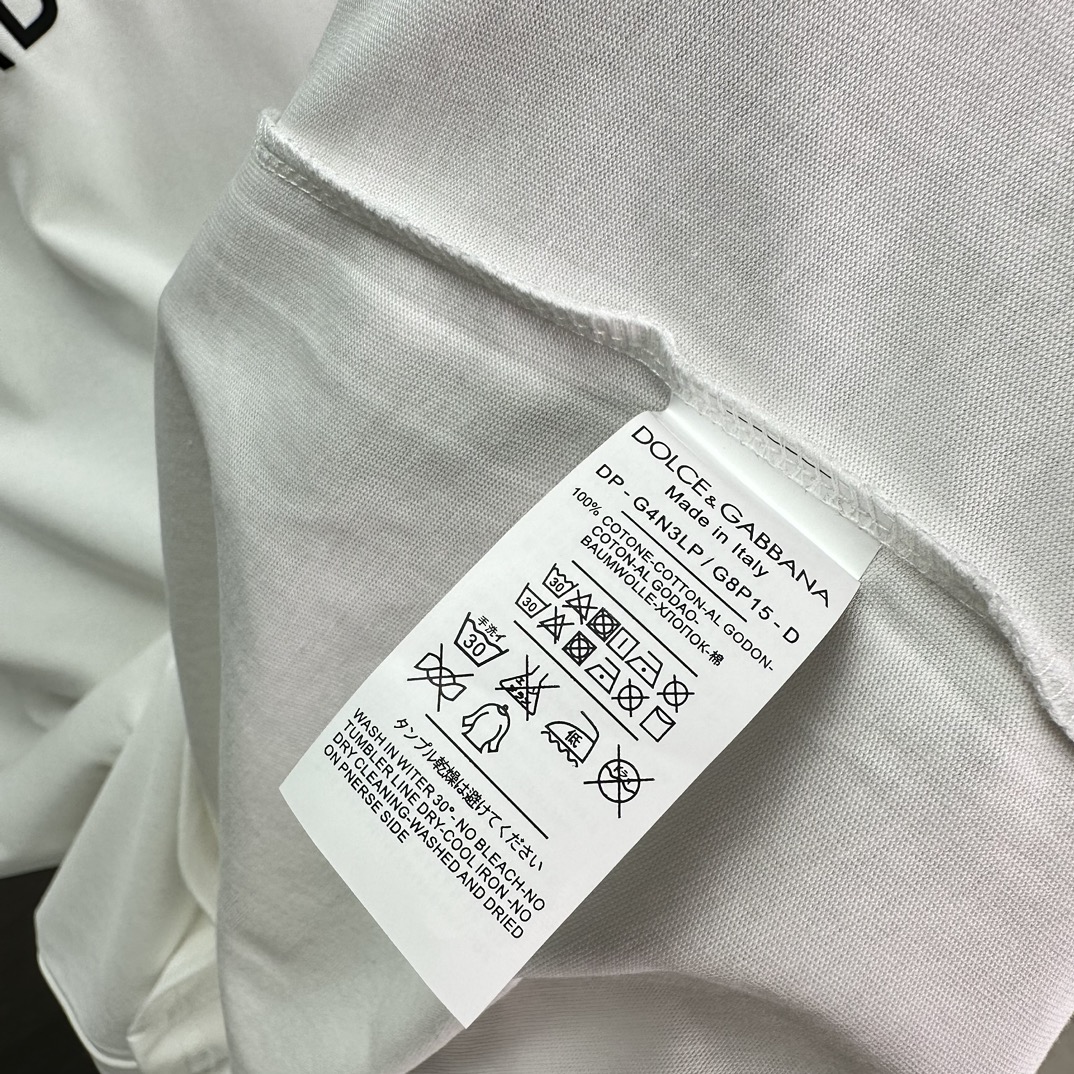 DOLCE & GABBANA
Made in Italy
DP - G4N3LP / G8P15 - D
100% COTONE-COTTON-AL GODON-
COTON-AL GODAO-
BAUMWOLLE-ХЛОПОК-棉
30
30
手洗イ
30
低
タンブル乾燥は避けてください
WASH IN WITER 30°-NO BLEACH-NO
TUMBLER LINE DRY-COOL IRON -NO
DRY CLEANING-WASHED AND DRIED
ON PNERSE SIDE